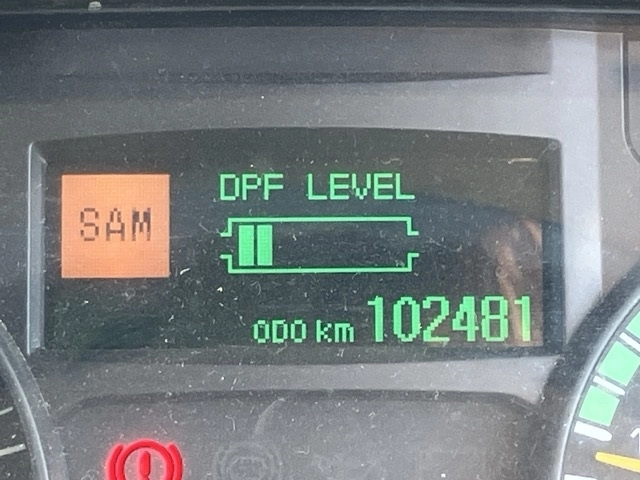 DPF LEVEL
SAM
ODO km 102481